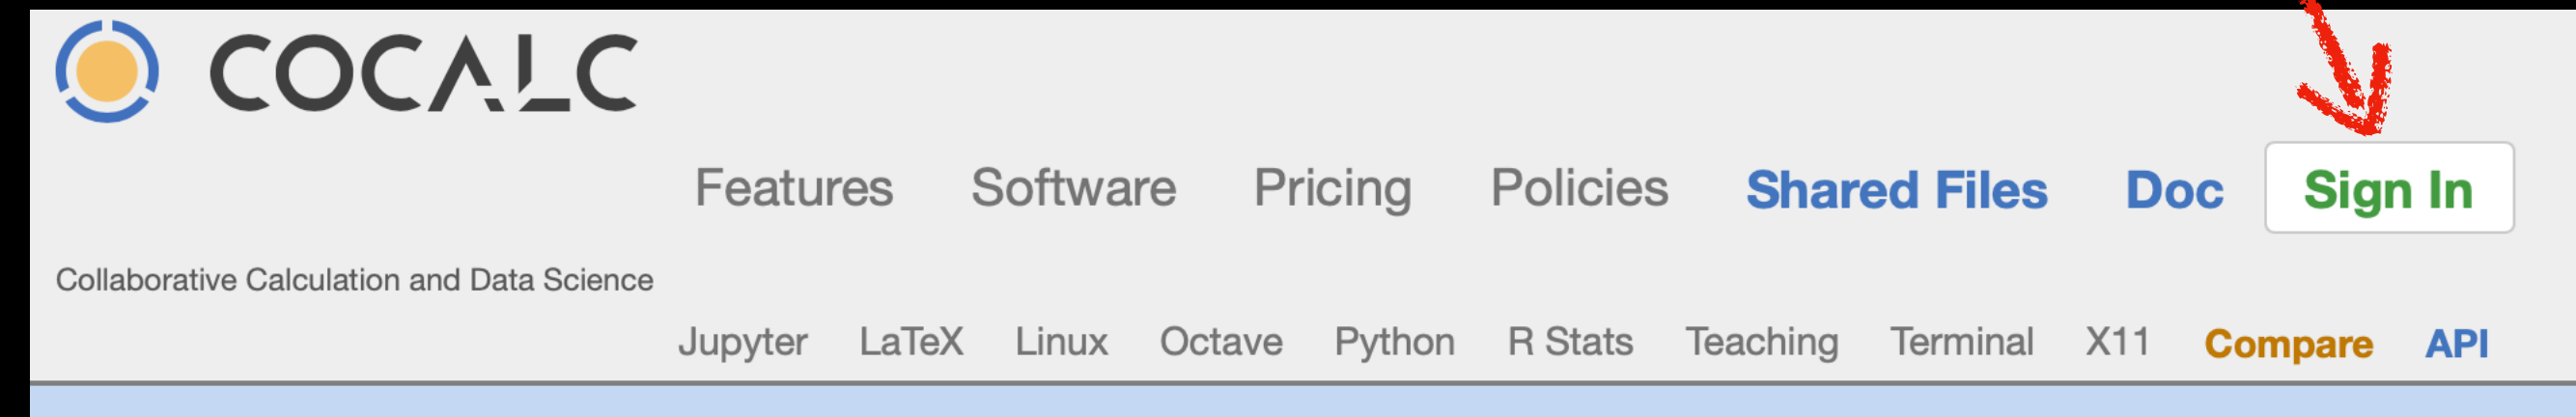 COCALC
Features Software Pricing Policies Shared Files Doc Sign In
Collaborative Calculation and Data Science
Jupyter LaTeX Linux Octave Python R Stats Teaching Terminal X11 Compare API